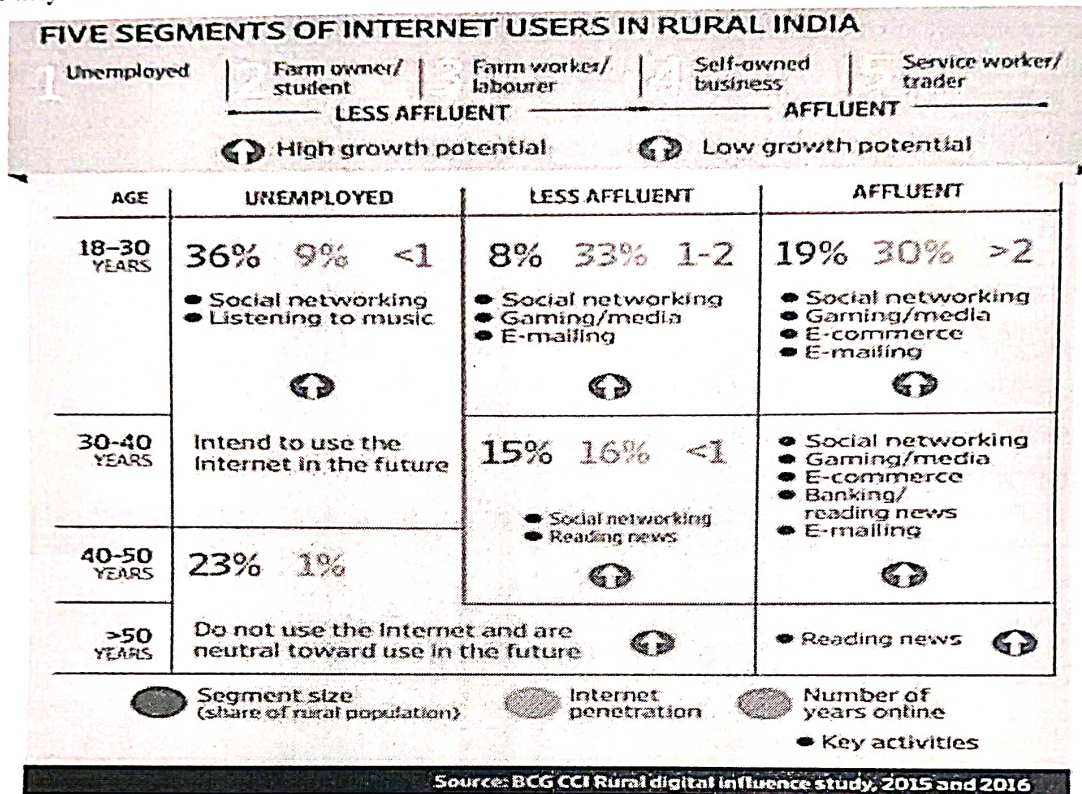 FIVE SEGMENTS OF INTERNET USERS IN RURAL INDIA
1 Unemployed
2 Farm owner/
student
3 Farm worker/
labourer
4 Self-owned
business
5 Service worker/
trader
LESS AFFLUENT
AFFLUENT
High growth potential
Low growth potential
AGE
UNEMPLOYED
LESS AFFLUENT
AFFLUENT
18–30
YEARS
36% 9% <1
• Social networking
• Listening to music
8% 33% 1-2
• Social networking
• Gaming/media
• E-mailing
19% 30% >2
• Social networking
• Gaming/media
• E-commerce
• E-mailing
30-40
YEARS
Intend to use the
Internet in the future
15% 16% <1
• Social networking
• Reading news
• Social networking
• Gaming/media
• E-commerce
• Banking/
reading news
• E-mailing
40-50
YEARS
23% 1%
>50
YEARS
Do not use the Internet and are
neutral toward use in the future
• Reading news
Segment size
(share of rural population)
Internet
penetration
Number of
years online
• Key activities
Source: BCG CCI Rural digital influence study, 2015 and 2016